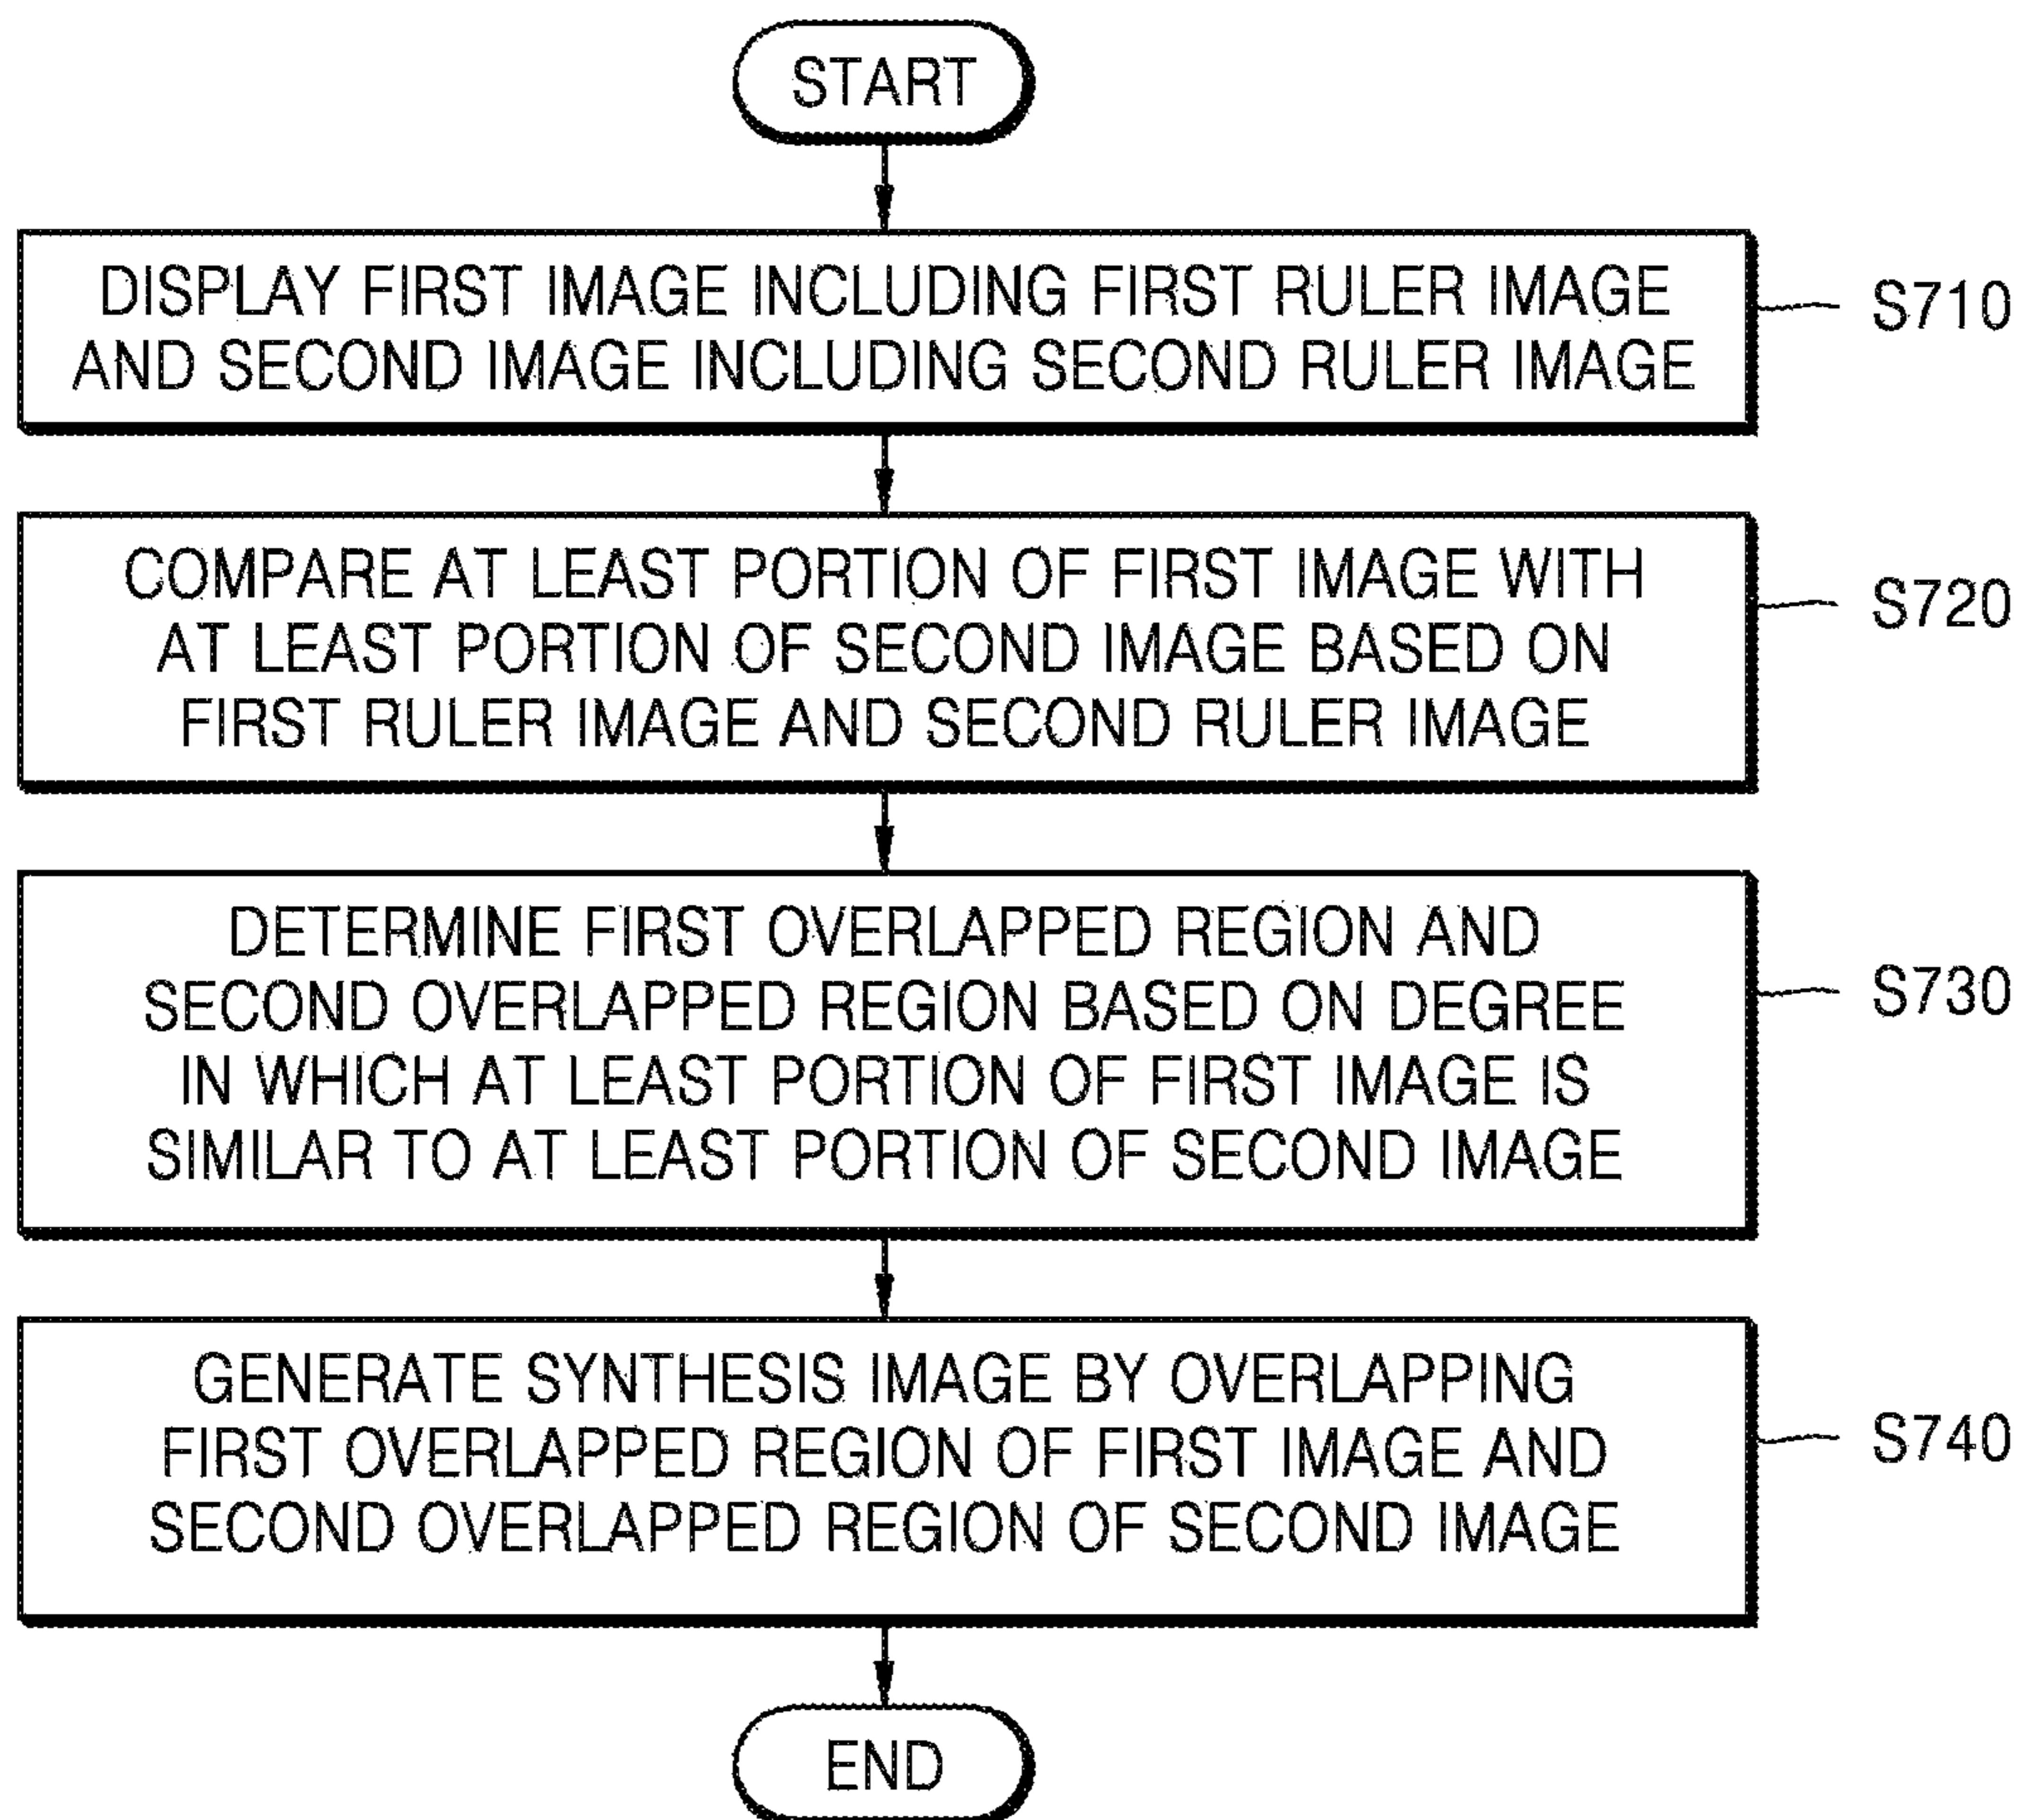 START
DISPLAY FIRST IMAGE INCLUDING FIRST RULER IMAGE
AND SECOND IMAGE INCLUDING SECOND RULER IMAGE
S710
COMPARE AT LEAST PORTION OF FIRST IMAGE WITH
AT LEAST PORTION OF SECOND IMAGE BASED ON
FIRST RULER IMAGE AND SECOND RULER IMAGE
S720
DETERMINE FIRST OVERLAPPED REGION AND
SECOND OVERLAPPED REGION BASED ON DEGREE
IN WHICH AT LEAST PORTION OF FIRST IMAGE IS
SIMILAR TO AT LEAST PORTION OF SECOND IMAGE
S730
GENERATE SYNTHESIS IMAGE BY OVERLAPPING
FIRST OVERLAPPED REGION OF FIRST IMAGE AND
SECOND OVERLAPPED REGION OF SECOND IMAGE
S740
END